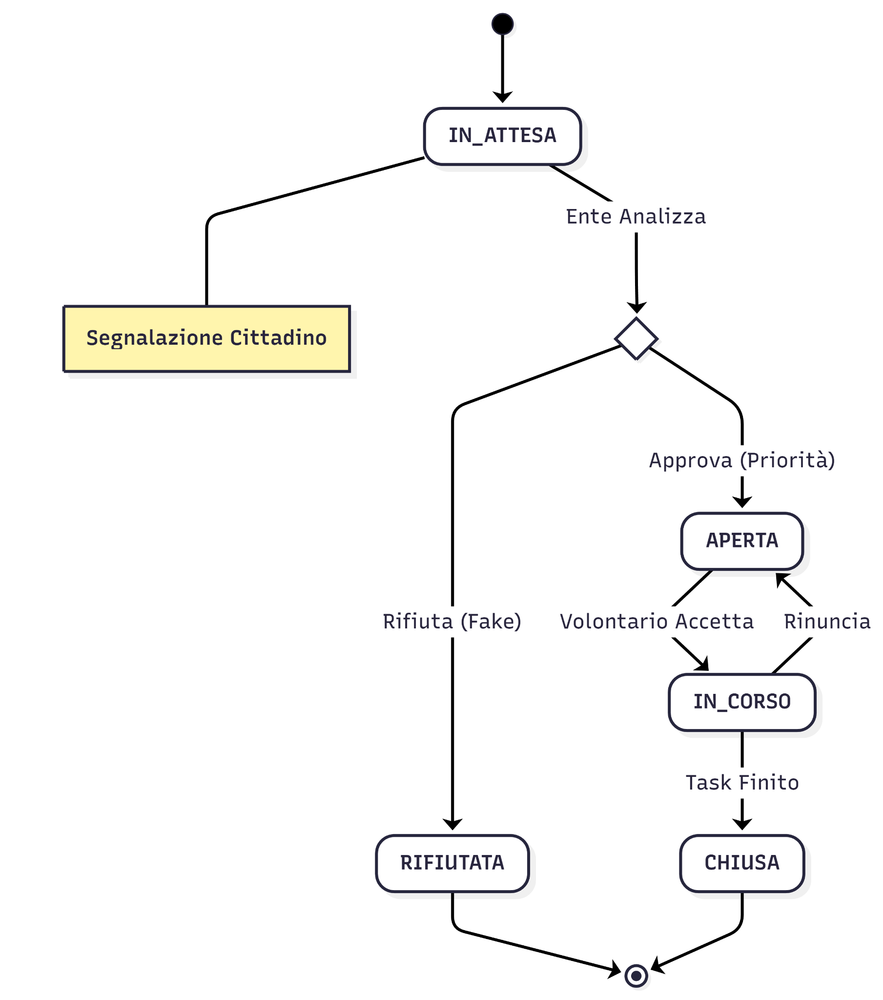 IN_ATTESA
Ente Analizza
Segnalazione Cittadino
Approva (Priorità)
APERTA
Rifiuta (Fake)
Volontario Accetta
Rinuncia
IN_CORSO
Task Finito
RIFIUTATA
CHIUSA